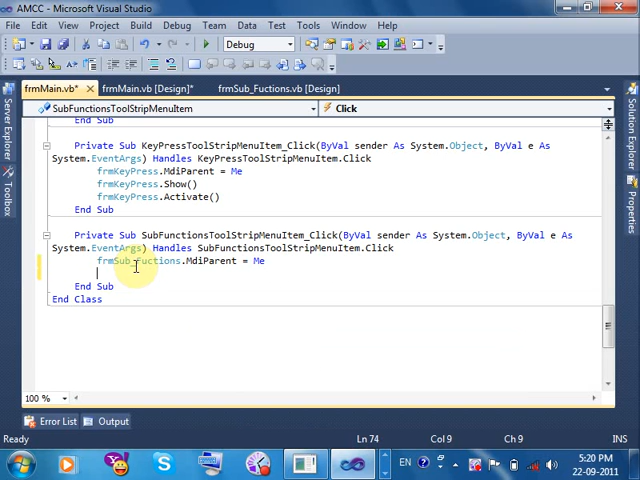 AMCC - Microsoft Visual Studio
File Edit View Project Build Debug Team Data Tools Test Window Help
Debug
frmMain.vb* frmMain.vb [Design]* frmSub_Fuctions.vb [Design]
SubFunctionsToolStripMenuItem Click
End Sub
Private Sub KeyPressToolStripMenuItem_Click(ByVal sender As System.Object, ByVal e As
System.EventArgs) Handles KeyPressToolStripMenuItem.Click
frmKeyPress.MdiParent = Me
frmKeyPress.Show()
frmKeyPress.Activate()
End Sub
Private Sub SubFunctionsToolStripMenuItem_Click(ByVal sender As System.Object, ByVal e As
System.EventArgs) Handles SubFunctionsToolStripMenuItem.Click
frmSub_Fuctions.MdiParent = Me
End Sub
End Class
100 %
Error List Output
Ready Ln 74 Col 9 Ch 9
EN 5:20 PM
22-09-2011
Server Explorer
Toolbox
Solution Explorer
Properties